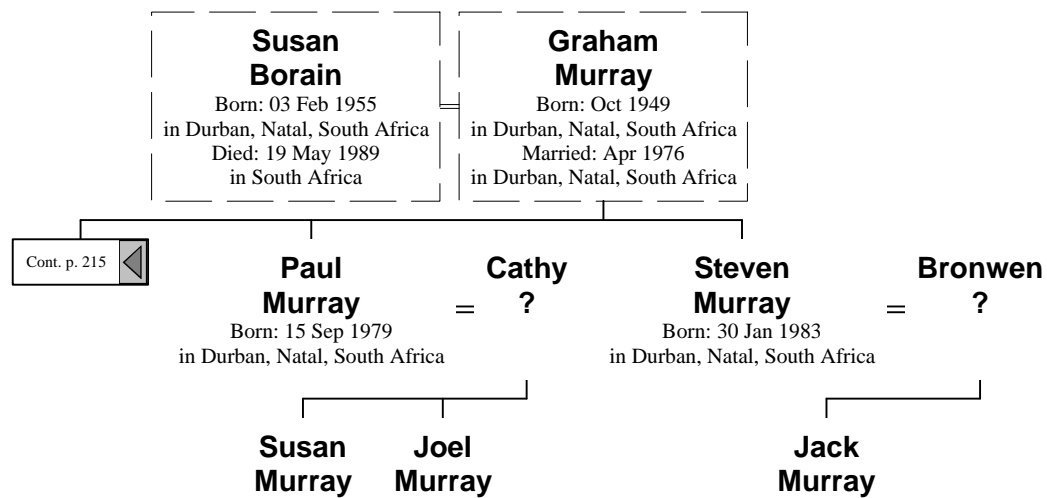 Susan
Borain
Born: 03 Feb 1955
in Durban, Natal, South Africa
Died: 19 May 1989
in South Africa
Graham
Murray
Born: Oct 1949
in Durban, Natal, South Africa
Married: Apr 1976
in Durban, Natal, South Africa
Cont. p. 215
Paul
Murray
Born: 15 Sep 1979
in Durban, Natal, South Africa
=
Cathy
?
Steven
Murray
Born: 30 Jan 1983
in Durban, Natal, South Africa
=
Bronwen
?
Susan
Murray
Joel
Murray
Jack
Murray